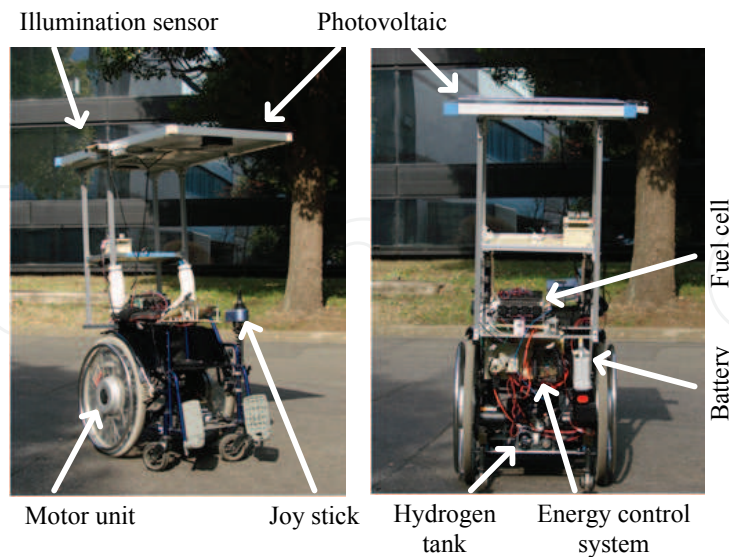 Illumination sensor
Photovoltaic
Fuel cell
Battery
Motor unit
Joy stick
Hydrogen
tank
Energy control
system